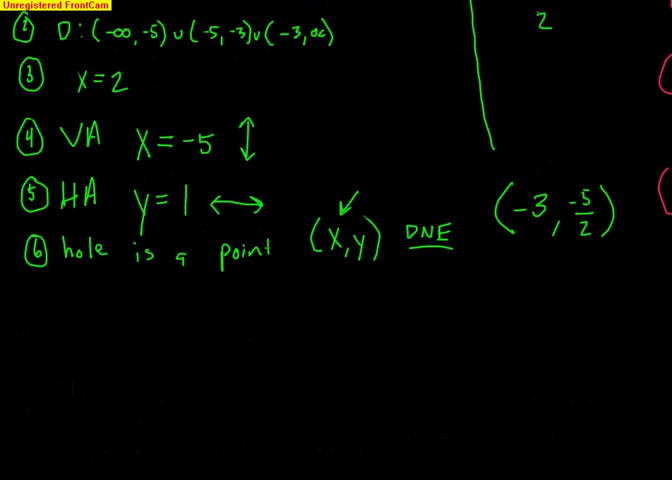 Unregistered FrontCam
2
② D: (-∞, -5) ∪ (-5, -3) ∪ (-3, ∞)
③ x = 2
④ VA x = -5 ↕
⑤ HA y = 1 ↔
(-3, -5/2)
⑥ hole is a point (x, y) DNE